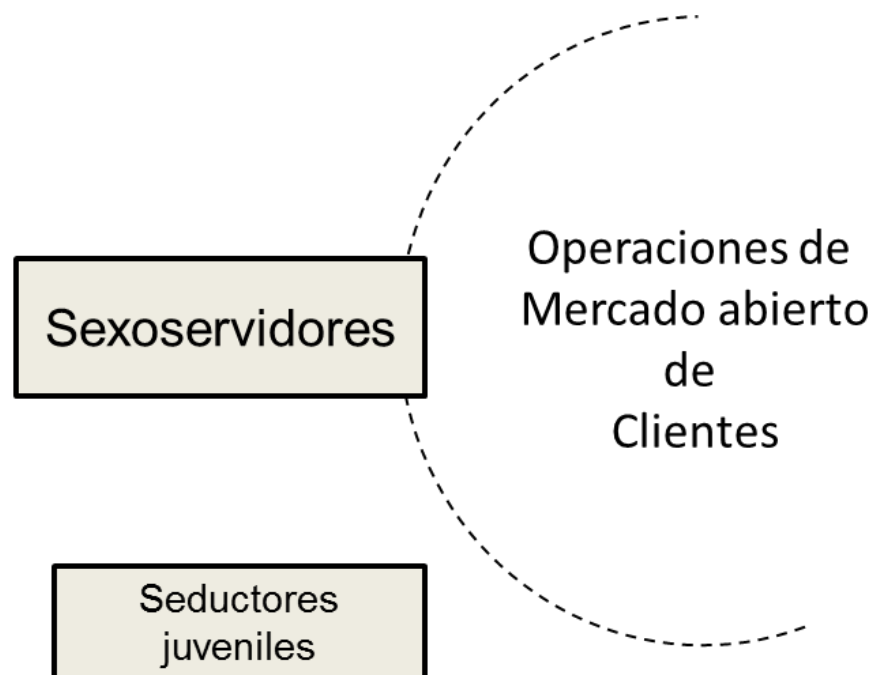 Sexoservidores
Operaciones de
Mercado abierto
de
Clientes
Seductores
juveniles